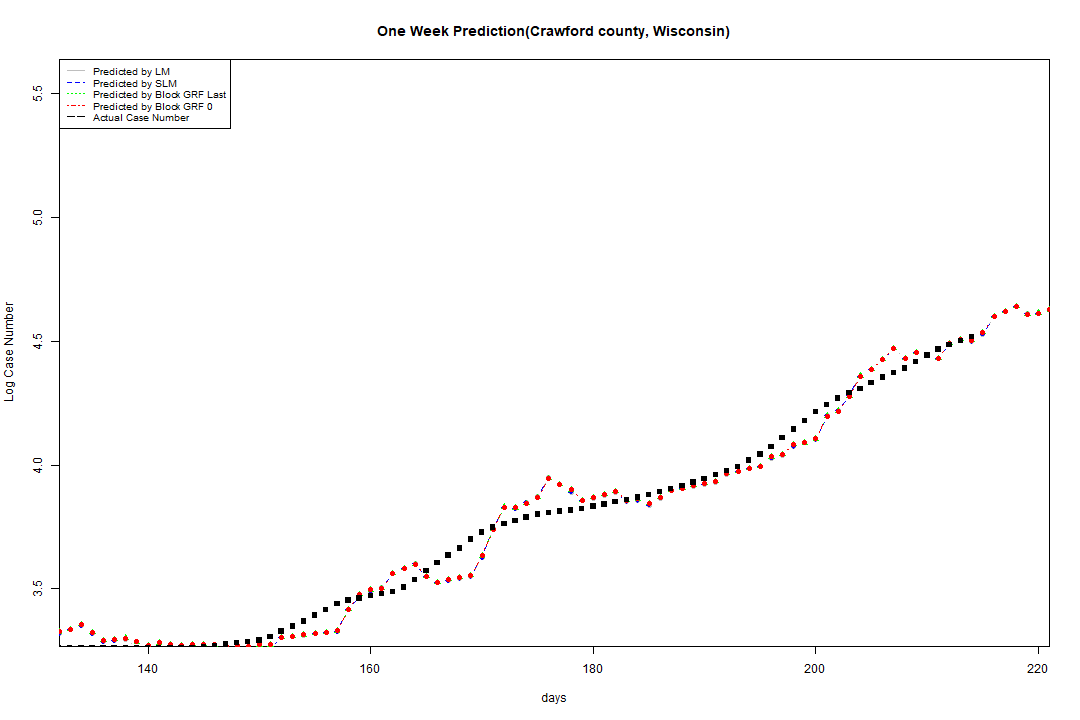 One Week Prediction(Crawford county, Wisconsin)
Predicted by LM
Predicted by SLM
Predicted by Block GRF Last
Predicted by Block GRF 0
Actual Case Number
5.5
5.0
4.5
4.0
3.5
Log Case Number
140 160 180 200 220
days